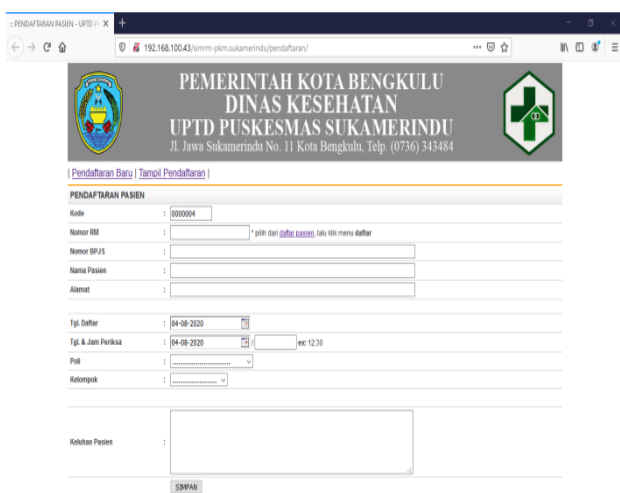 :: PENDAFTARAN PASIEN - UPTD P
192.168.100.43/simrm-pkm.sukamerindu/pendaftaran/
PEMERINTAH KOTA BENGKULU
DINAS KESEHATAN
UPTD PUSKESMAS SUKAMERINDU
Jl. Jawa Sukamerindu No. 11 Kota Bengkulu, Telp. (0736) 343484
| Pendaftaran Baru | Tampil Pendaftaran |
PENDAFTARAN PASIEN
Kode : 0000004
Nomor RM : * pilih dari daftar pasien, lalu klik menu daftar
Nomor BPJS :
Nama Pasien :
Alamat :
Tgl. Daftar : 04-08-2020
Tgl. & Jam Periksa : 04-08-2020 / ex: 12:30
Poli :
Kelompok :
Keluhan Pasien :
SIMPAN